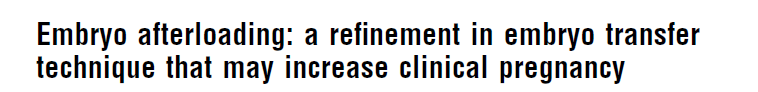 Embryo afterloading: a refinement in embryo transfer
technique that may increase clinical pregnancy